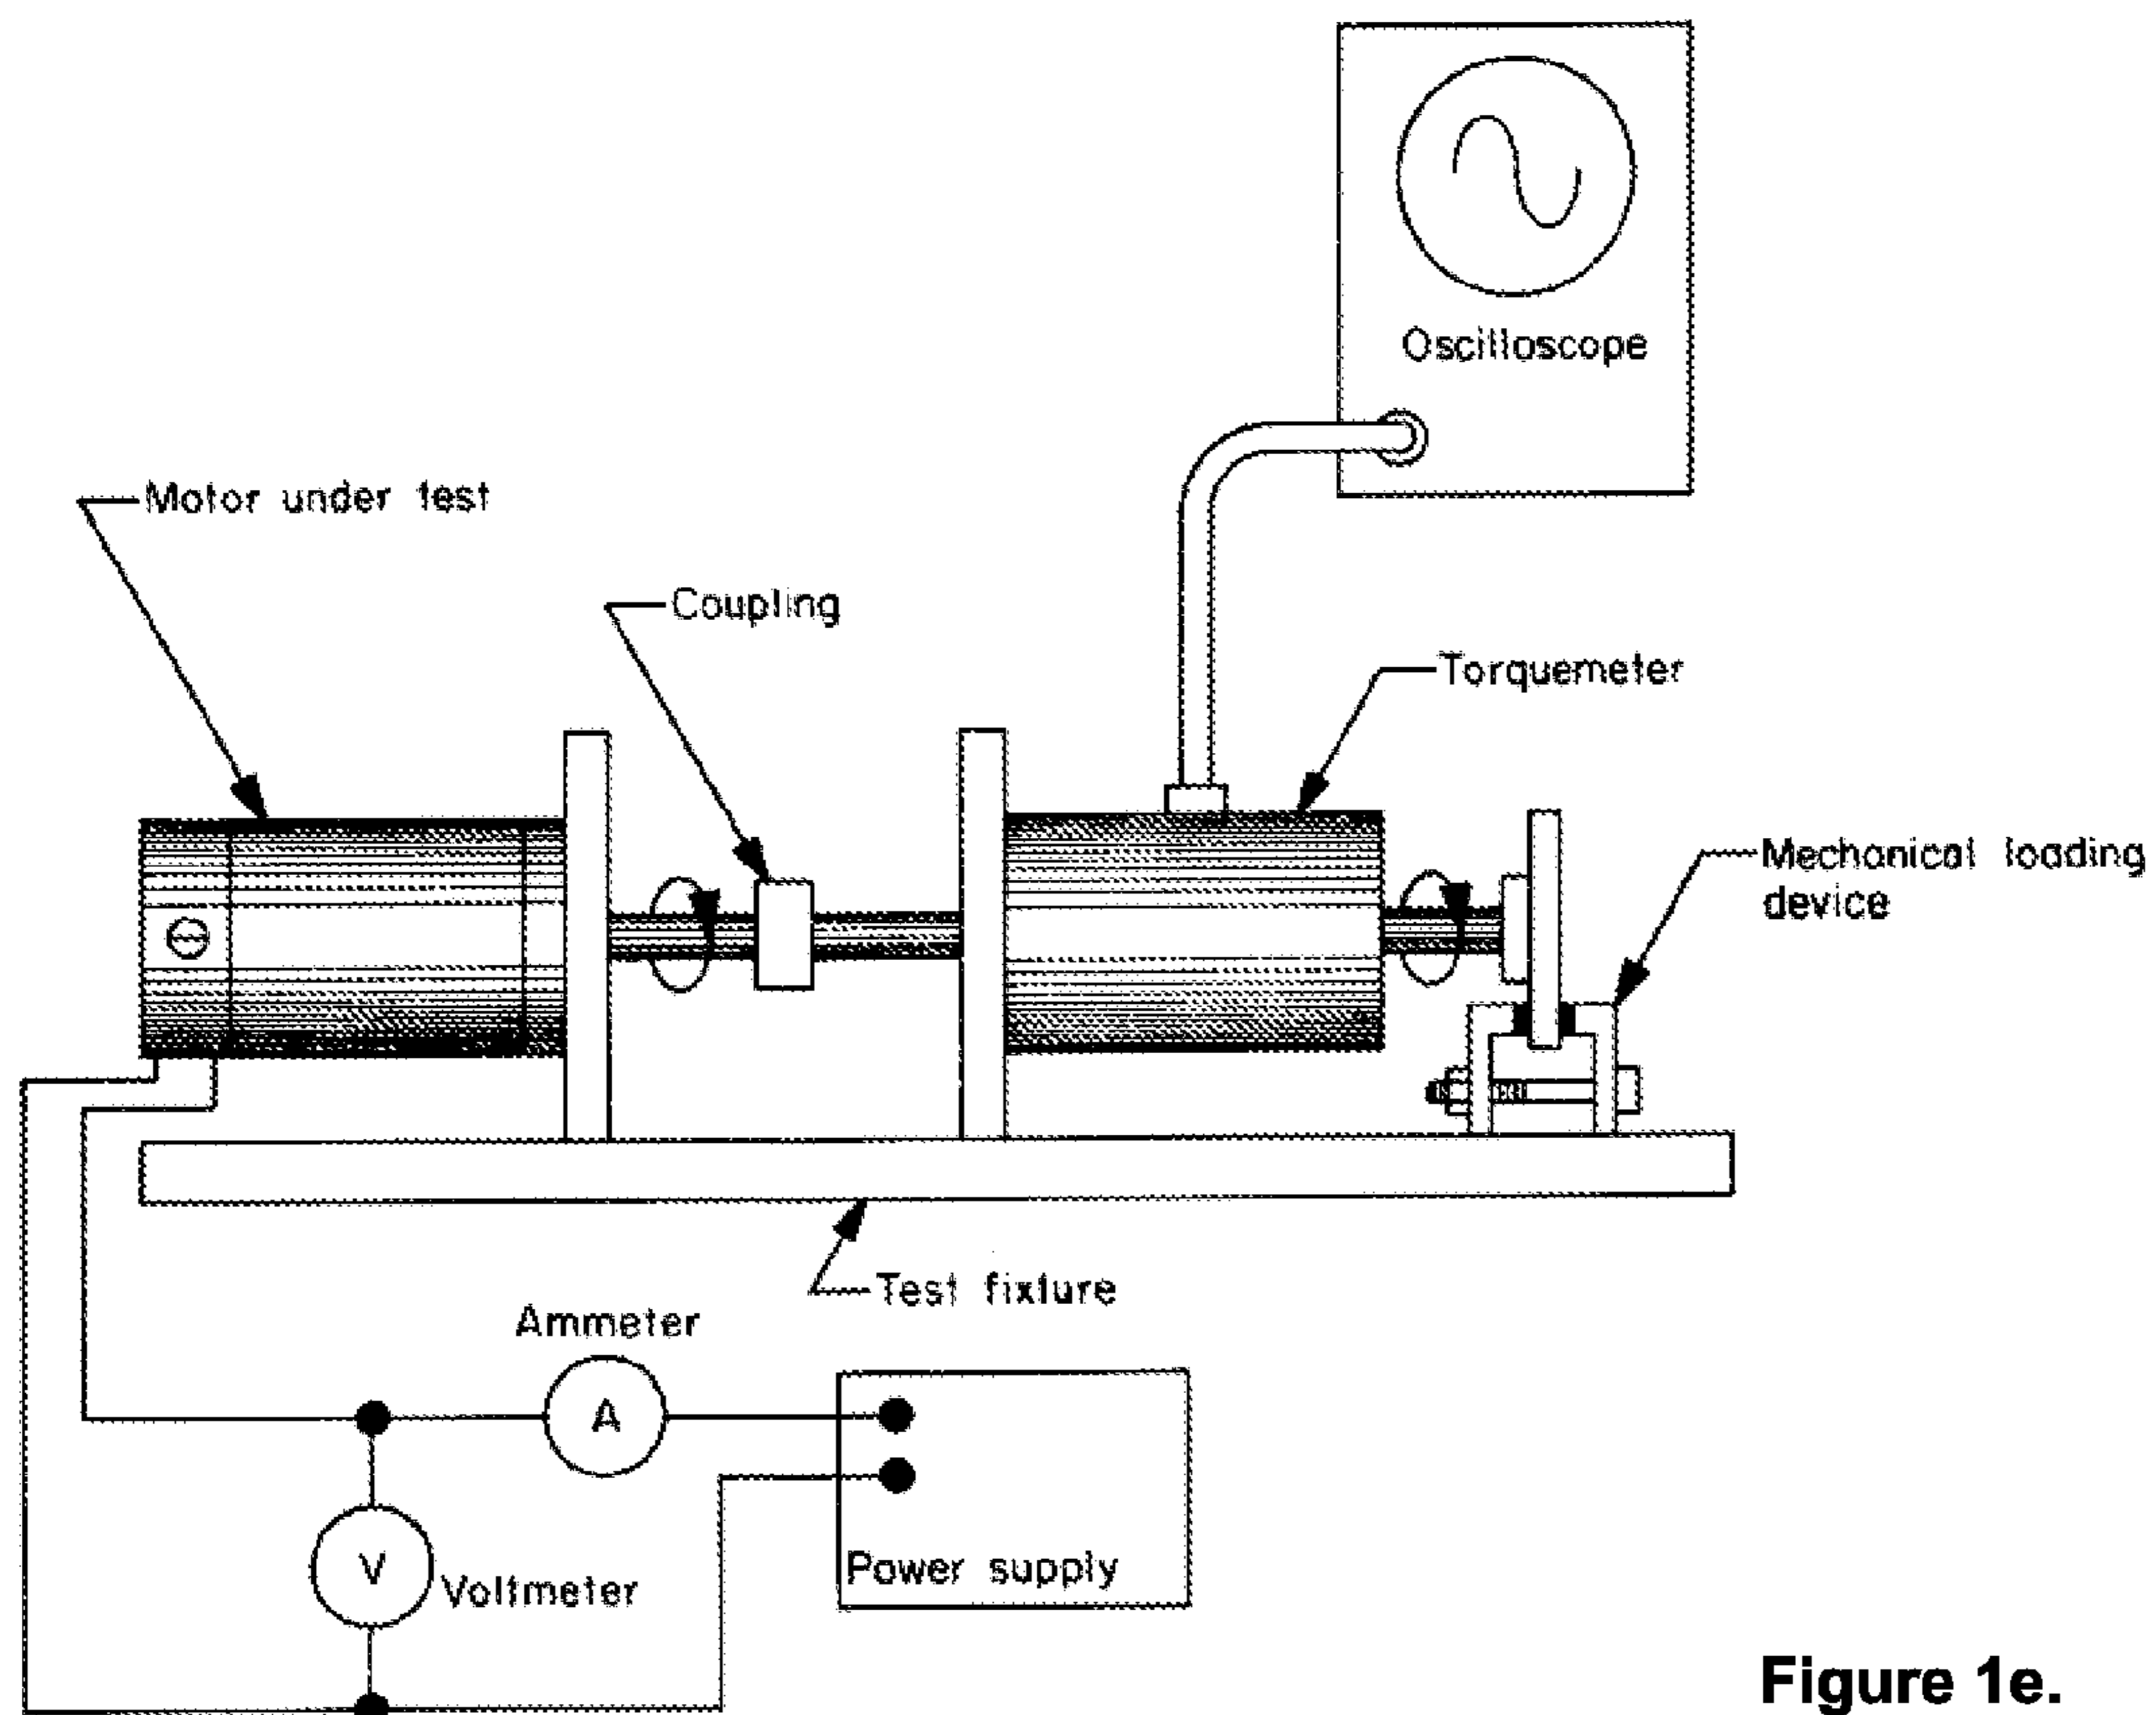 Oscilloscope
Motor under test
Coupling
Torquemeter
Mechanical loading
device
Test fixture
Ammeter
A
V
Voltmeter
Power supply
Figure 1e.